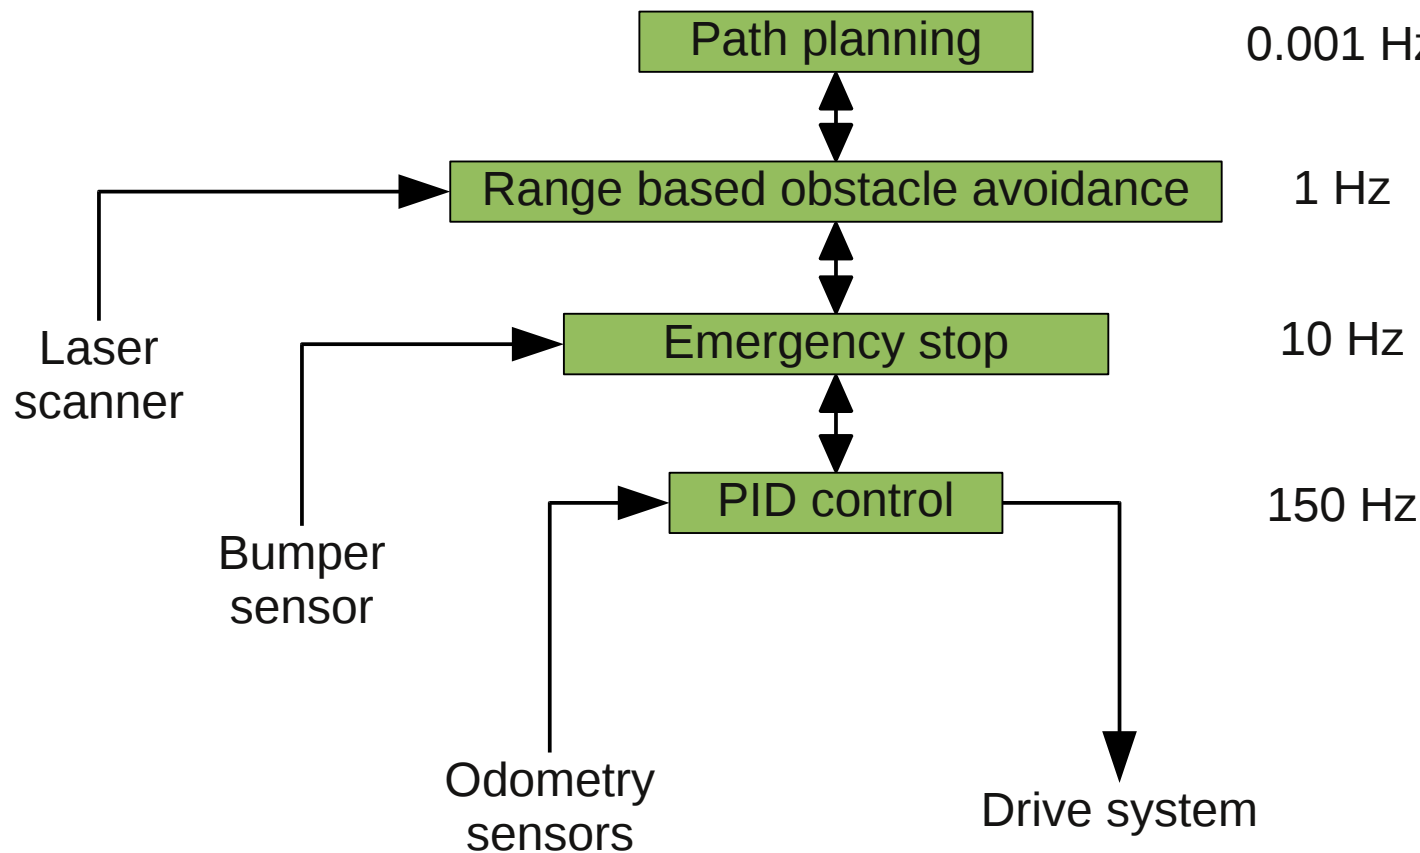 Path planning
0.001 Hz
Range based obstacle avoidance
1 Hz
Laser
scanner
Emergency stop
10 Hz
Bumper
sensor
PID control
150 Hz
Odometry
sensors
Drive system